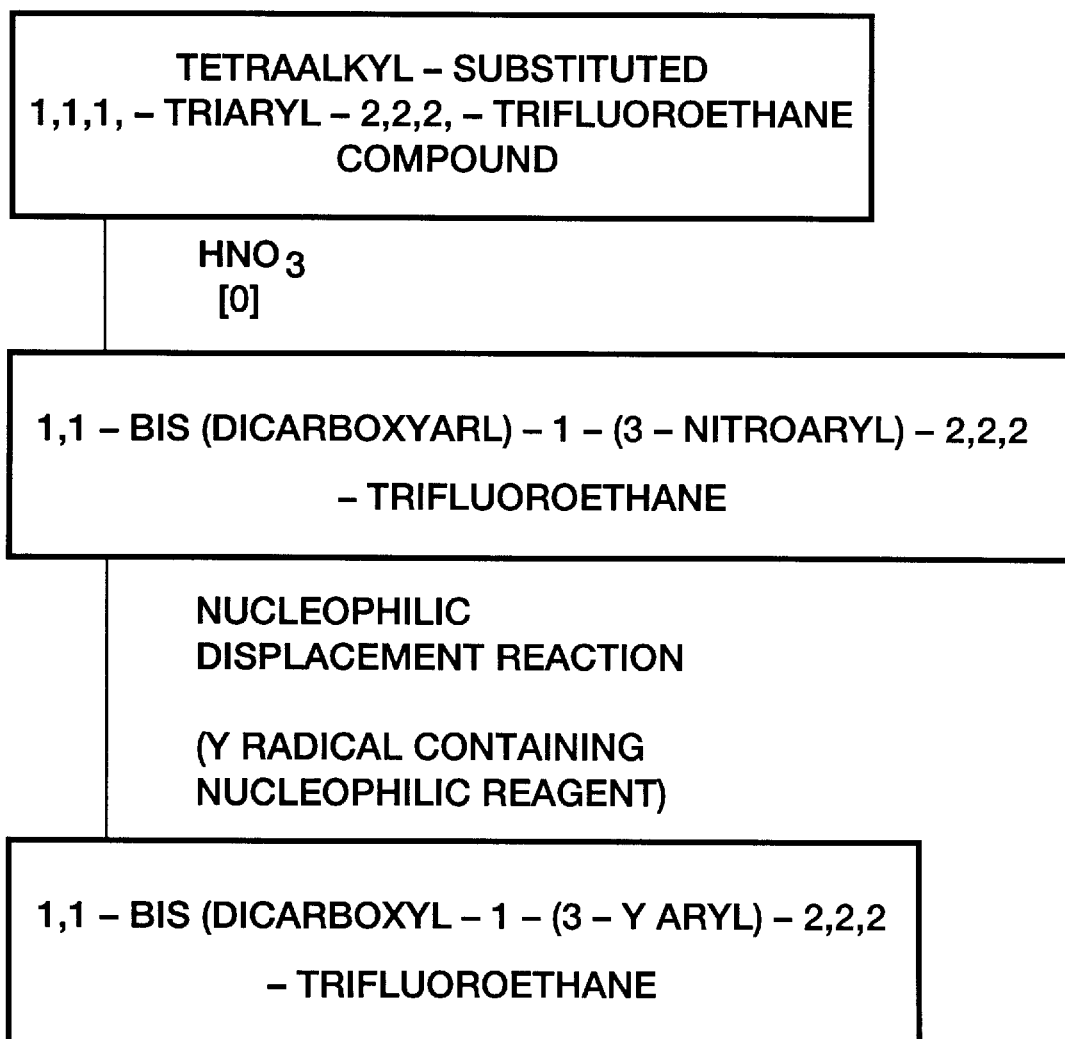 TETRAALKYL – SUBSTITUTED
1,1,1, – TRIARYL – 2,2,2, – TRIFLUOROETHANE
COMPOUND
HNO3
[0]
1,1 – BIS (DICARBOXYARL) – 1 – (3 – NITROARYL) – 2,2,2
– TRIFLUOROETHANE
NUCLEOPHILIC
DISPLACEMENT REACTION
(Y RADICAL CONTAINING
NUCLEOPHILIC REAGENT)
1,1 – BIS (DICARBOXYL – 1 – (3 – Y ARYL) – 2,2,2
– TRIFLUOROETHANE